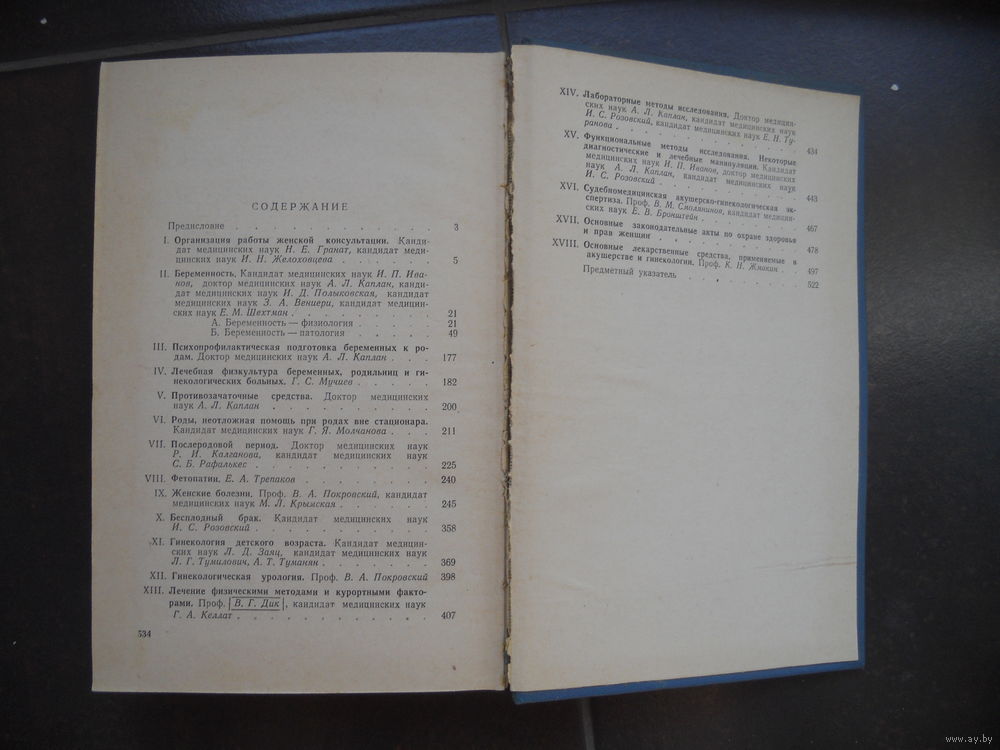 СОДЕРЖАНИЕ
Предисловие . . . . . . . . . . . 3
I. Организация работы женской консультации. Канди-
дат медицинских наук Н. Е. Гранат, кандидат меди-
цинских наук И. Н. Желоховцева . . . . . 5
II. Беременность. Кандидат медицинских наук И. П. Ива-
нов, доктор медицинских наук А. Л. Каплан, канди-
дат медицинских наук И. Д. Полыковская, кандидат
медицинских наук З. А. Вениери, кандидат медицин-
ских наук Е. М. Шехтман . . . . . . . 21
А. Беременность — физиология . . . . . 21
Б. Беременность — патология . . . . . 49
III. Психопрофилактическая подготовка беременных к ро-
дам. Доктор медицинских наук А. Л. Каплан . . . 177
IV. Лечебная физкультура беременных, родильниц и ги-
некологических больных. Г. С. Мучиев . . . . . 182
V. Противозачаточные средства. Доктор медицинских
наук А. Л. Каплан . . . . . . . . . . 200
VI. Роды, неотложная помощь при родах вне стационара.
Кандидат медицинских наук Г. Я. Молчанова . . . 211
VII. Послеродовой период. Доктор медицинских наук
Р. И. Калганова, кандидат медицинских наук
С. Б. Рафалькес . . . . . . . . . . 225
VIII. Фетопатии. Е. А. Трепаков . . . . . . . 240
IX. Женские болезни. Проф. В. А. Покровский, кандидат
медицинских наук М. Л. Крымская . . . . . 245
X. Бесплодный брак. Кандидат медицинских наук
И. С. Розовский . . . . . . . . . . 358
XI. Гинекология детского возраста. Кандидат медицин-
ских наук Л. Д. Заяц, кандидат медицинских наук
Л. Г. Тумилович, А. Т. Туманян . . . . . . 369
XII. Гинекологическая урология. Проф. В. А. Покровский 398
XIII. Лечение физическими методами и курортными факто-
рами. Проф. В. Г. Дик, кандидат медицинских наук
Г. А. Келлат . . . . . . . . . . . 407
534
XIV. Лабораторные методы исследования. Доктор медицин-
ских наук А. Л. Каплан, кандидат медицинских наук
И. С. Розовский, кандидат медицинских наук Е. Н. Ту-
ранова . . . . . . . . . . . 434
XV. Функциональные методы исследования. Некоторые
диагностические и лечебные манипуляции. Кандидат
медицинских наук И. П. Иванов, доктор медицинских
наук А. Л. Каплан, кандидат медицинских наук
И. С. Розовский . . . . . . . . . . 443
XVI. Судебномедицинская акушерско-гинекологическая эк-
спертиза. Проф. В. М. Смольянинов, кандидат медицин-
ских наук Е. В. Бронштейн . . . . . . . 467
XVII. Основные законодательные акты по охране здоровья
и прав женщин . . . . . . . . . . 478
XVIII. Основные лекарственные средства, применяемые в
акушерстве и гинекологии. Проф. К. Н. Жмакин . 497
Предметный указатель . . . . . . . . 522
www.ay.by